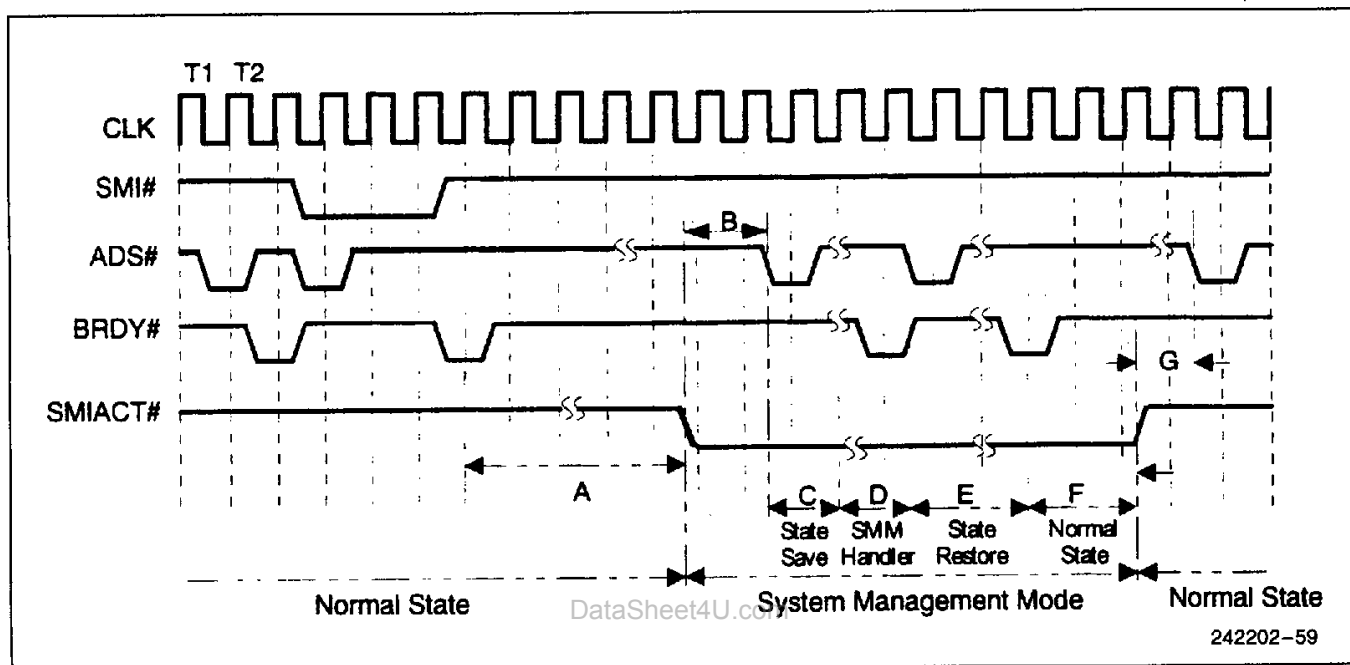 T1 T2
CLK
SMI#
B
ADS#
BRDY#
G
SMIACT#
A
C D E F
State SMM State Normal
Save Handler Restore State
Normal State System Management Mode Normal State
DataSheet4U.com
242202-59